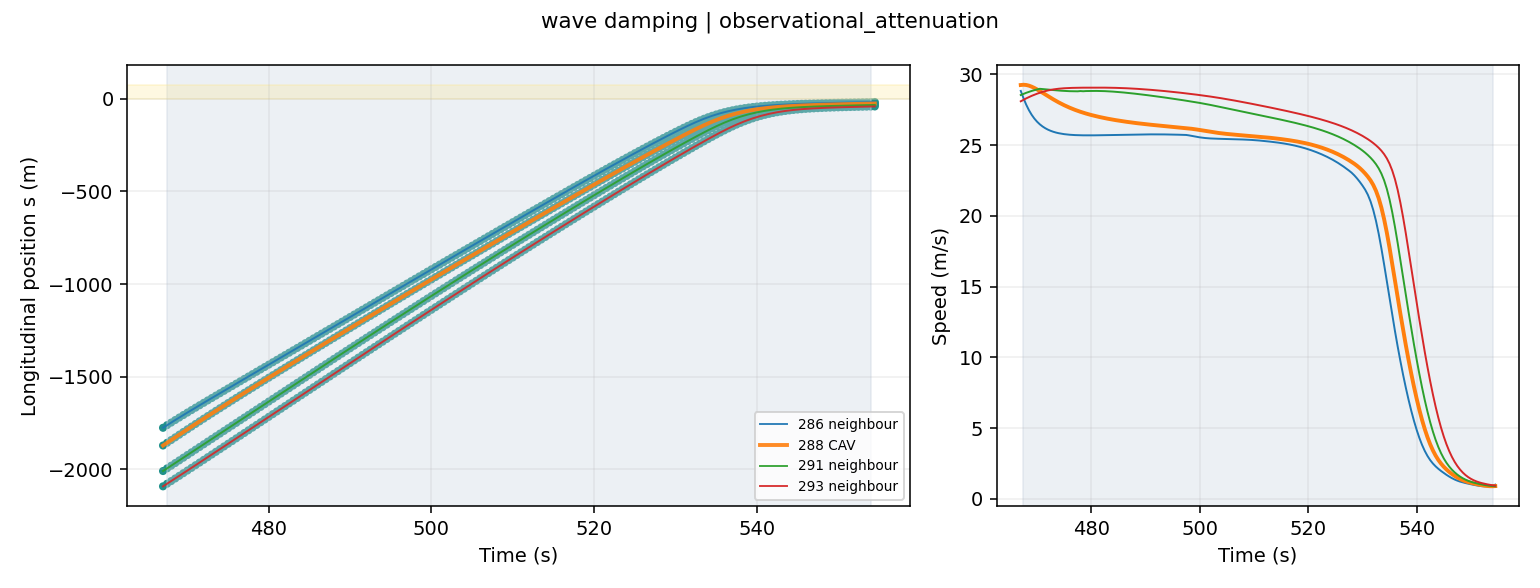 wave damping | observational_attenuation
Longitudinal position s (m)
0
−500
−1000
−1500
−2000
480
500
520
540
Time (s)
286 neighbour
288 CAV
291 neighbour
293 neighbour
Speed (m/s)
30
25
20
15
10
5
0
480
500
520
540
Time (s)